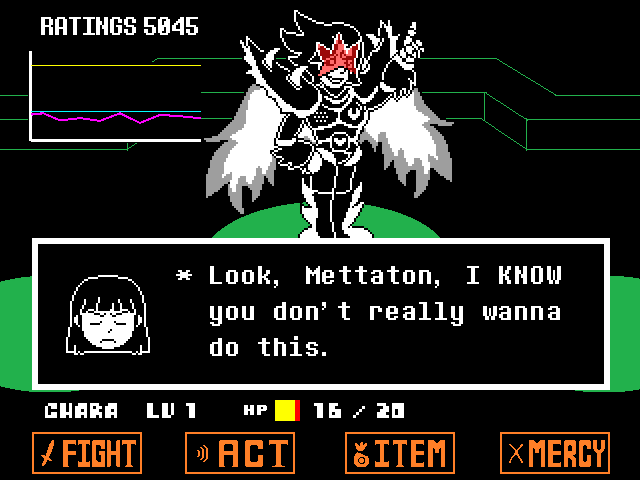 RATINGS 5045
* Look, Mettaton, I KNOW
you don't really wanna
do this.
CHARA LV 1 HP 16 / 20
FIGHT ACT ITEM MERCY